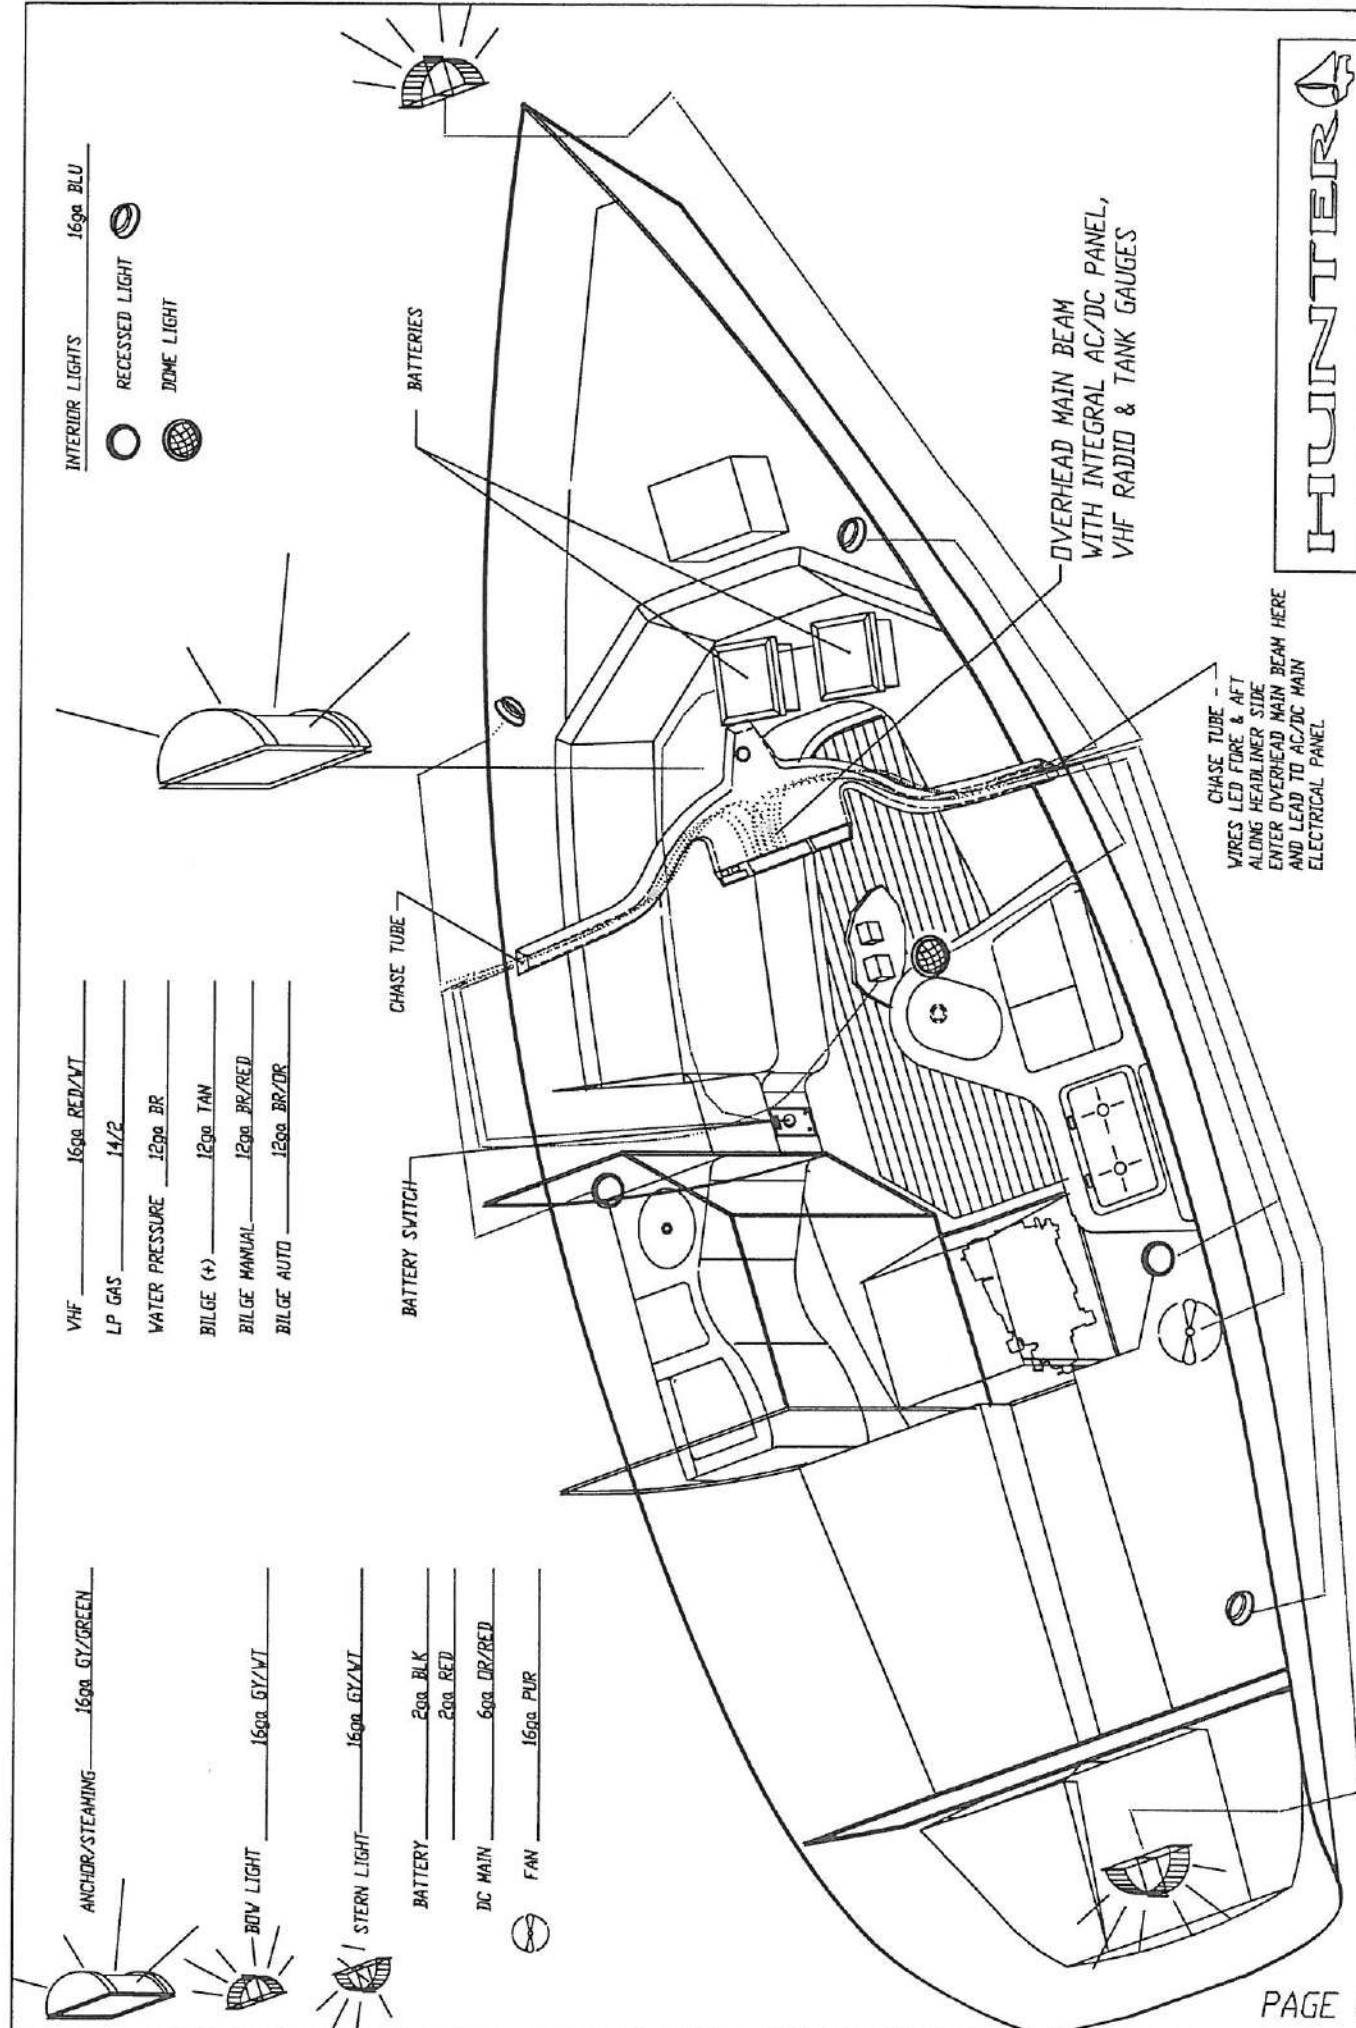 ANCHOR/STEAMING 16ga GY/GREEN
BOW LIGHT 16ga GY/WT
STERN LIGHT 16ga GY/WT
BATTERY 2ga BLK
2ga RED
DC MAIN 6ga OR/RED
FAN 16ga PUR
VHF 16ga RED/WT
LP GAS 14/2
WATER PRESSURE 12ga BR
BILGE (+) 12ga TAN
BILGE MANUAL 12ga BR/RED
BILGE AUTO 12ga BR/OR
INTERIOR LIGHTS 16ga BLU
RECESSED LIGHT
DOME LIGHT
BATTERY SWITCH
CHASE TUBE
BATTERIES
OVERHEAD MAIN BEAM
WITH INTEGRAL AC/DC PANEL,
VHF RADIO & TANK GAUGES
CHASE TUBE
WIRES LED FORE & AFT
ALONG HEADLINER SIDE
ENTER OVERHEAD MAIN BEAM HERE
AND LEAD TO AC/DC MAIN
ELECTRICAL PANEL
HUNTER
PAGE